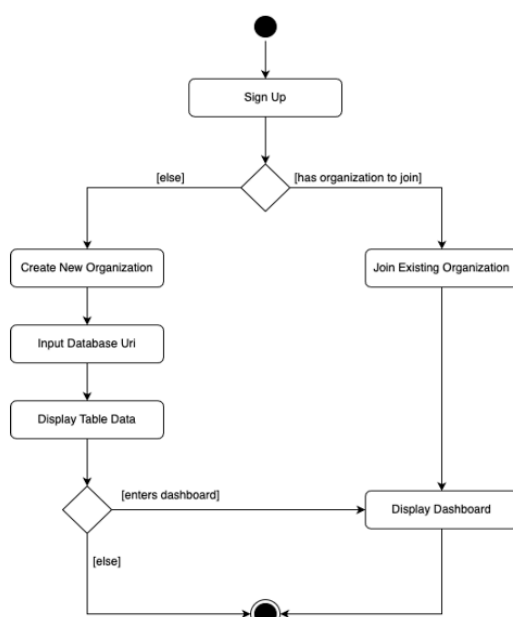 Sign Up
[else]
[has organization to join]
Create New Organization
Join Existing Organization
Input Database Uri
Display Table Data
[enters dashboard]
Display Dashboard
[else]